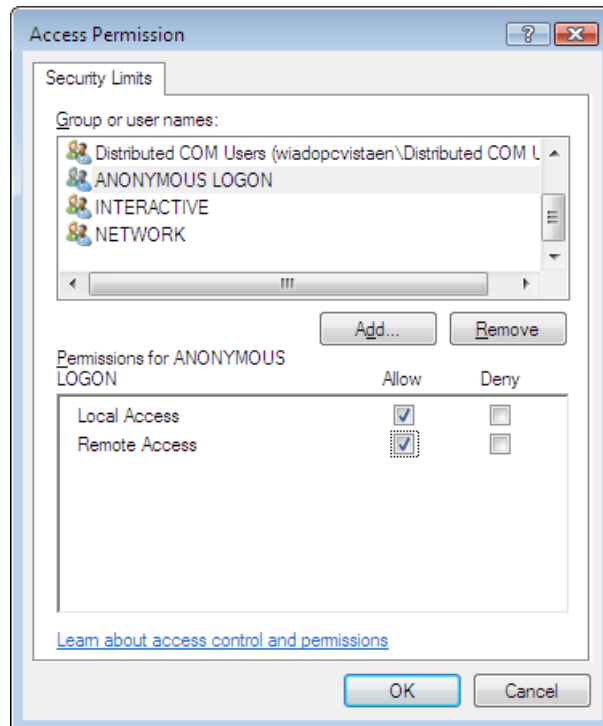 Access Permission
Security Limits
Group or user names:
Distributed COM Users (wiadopcvistaen\Distributed COM U
ANONYMOUS LOGON
INTERACTIVE
NETWORK
Add...
Remove
Permissions for ANONYMOUS
LOGON
Allow
Deny
Local Access
Remote Access
Learn about access control and permissions
OK
Cancel